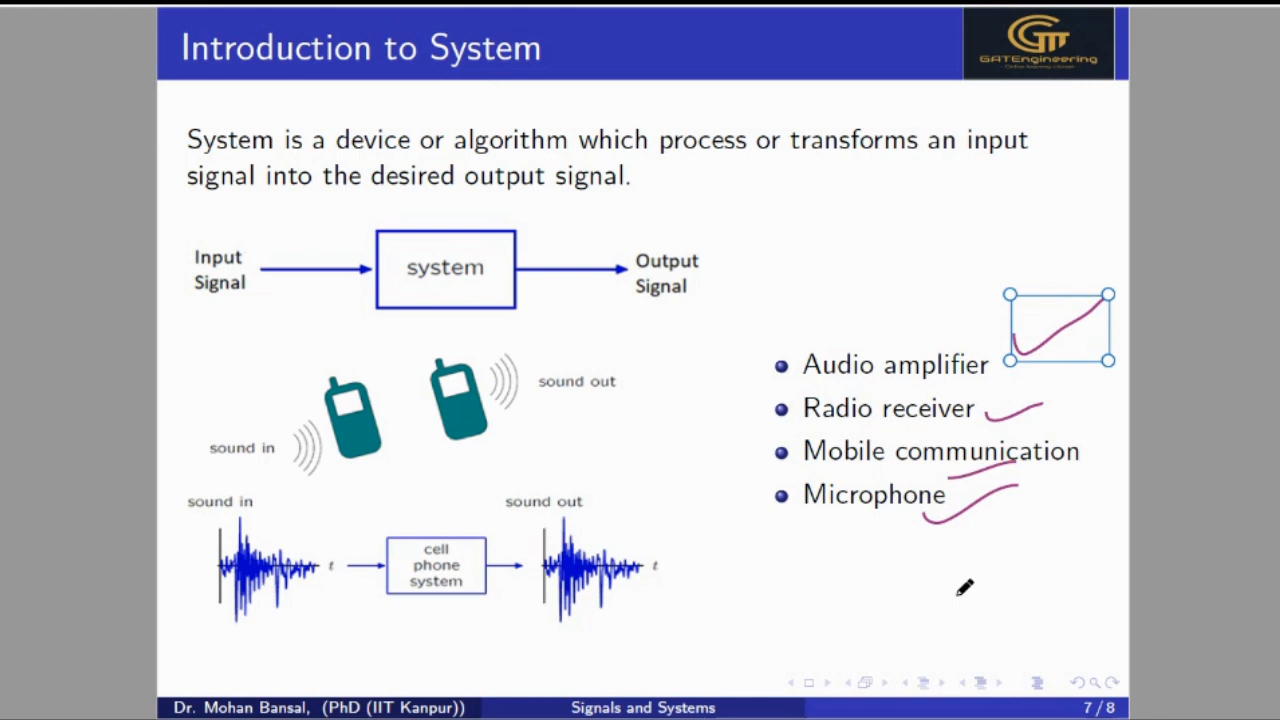 Introduction to System
GATEngineering
System is a device or algorithm which process or transforms an input
signal into the desired output signal.
Input
Signal
system
Output
Signal
sound out
sound in
Audio amplifier
Radio receiver
Mobile communication
Microphone
sound in
sound out
t
cell
phone
system
t
Dr. Mohan Bansal, (PhD (IIT Kanpur))
Signals and Systems
7 / 8